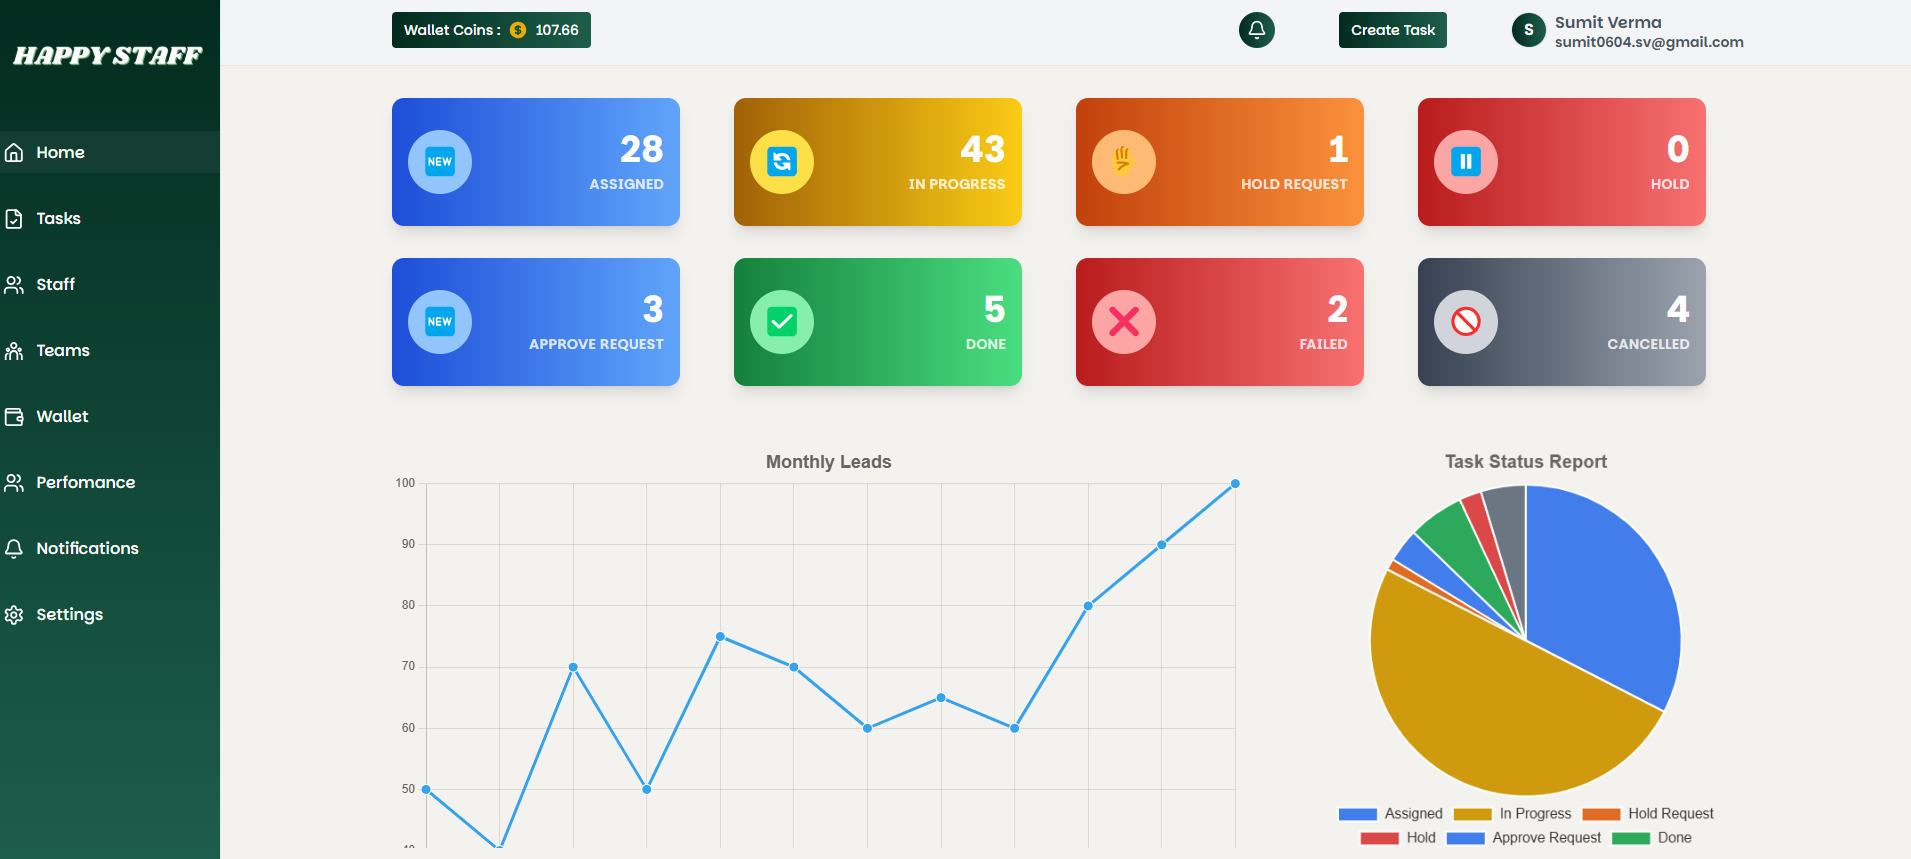 HAPPY STAFF
Home
Tasks
Staff
Teams
Wallet
Perfomance
Notifications
Settings
Wallet Coins : $ 107.66
Create Task
S
Sumit Verma
sumit0604.sv@gmail.com
NEW
28
ASSIGNED
43
IN PROGRESS
1
HOLD REQUEST
0
HOLD
NEW
3
APPROVE REQUEST
5
DONE
2
FAILED
4
CANCELLED
Monthly Leads
100
90
80
70
60
50
40
Task Status Report
Assigned In Progress Hold Request
Hold Approve Request Done